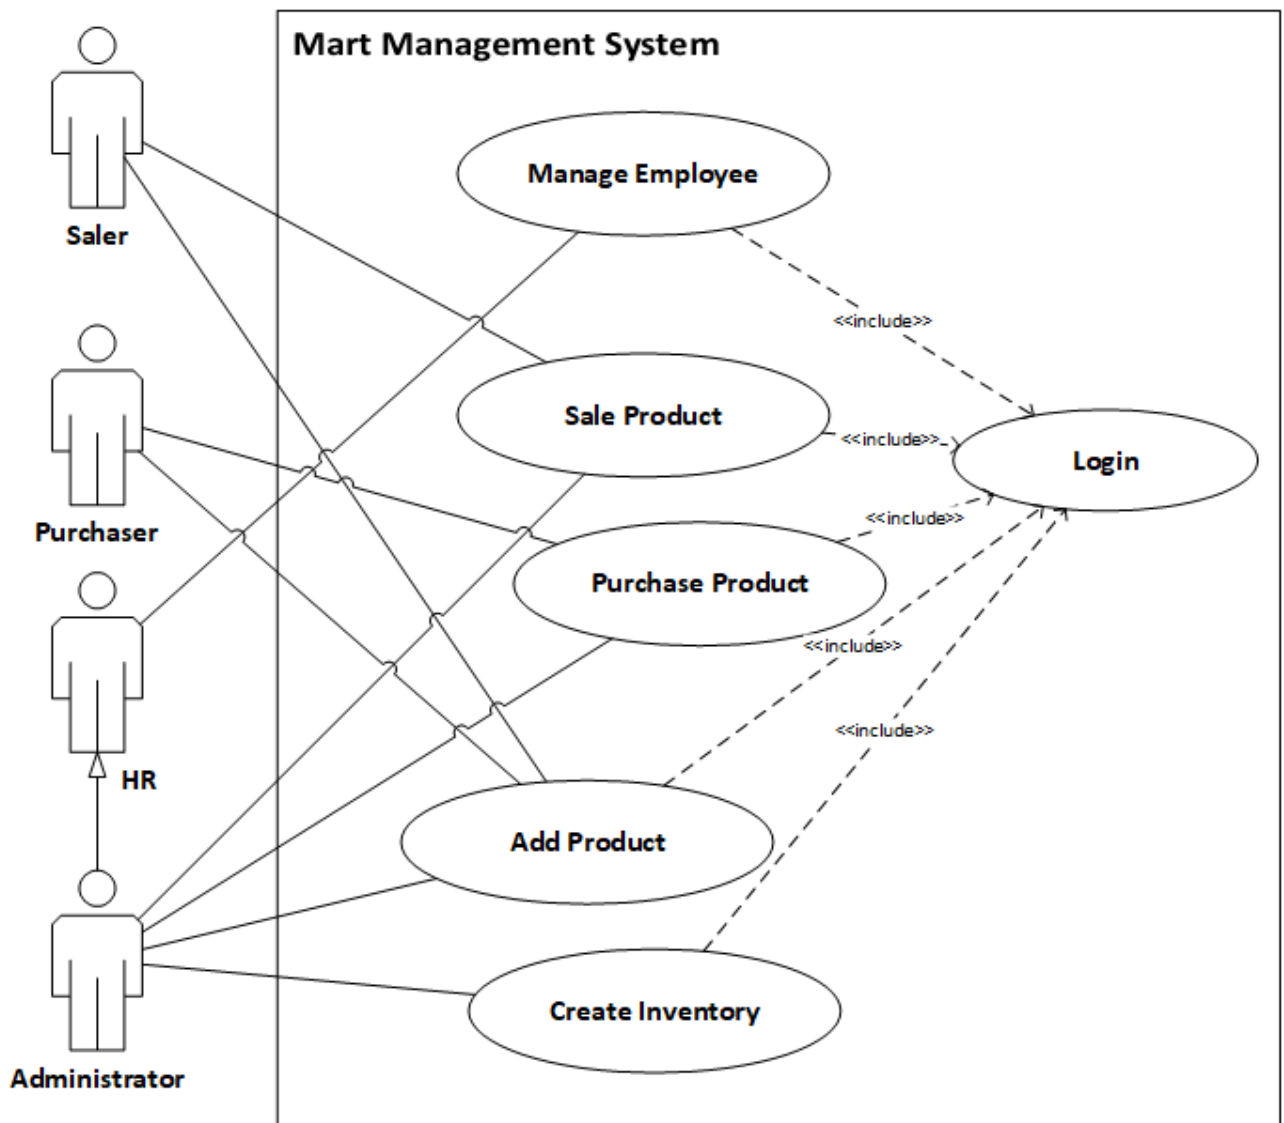 Mart Management System
Saler
Manage Employee
<<include>>
Sale Product
<<include>>
Login
Purchaser
<<include>>
Purchase Product
<<include>>
<<include>>
HR
Add Product
Create Inventory
Administrator